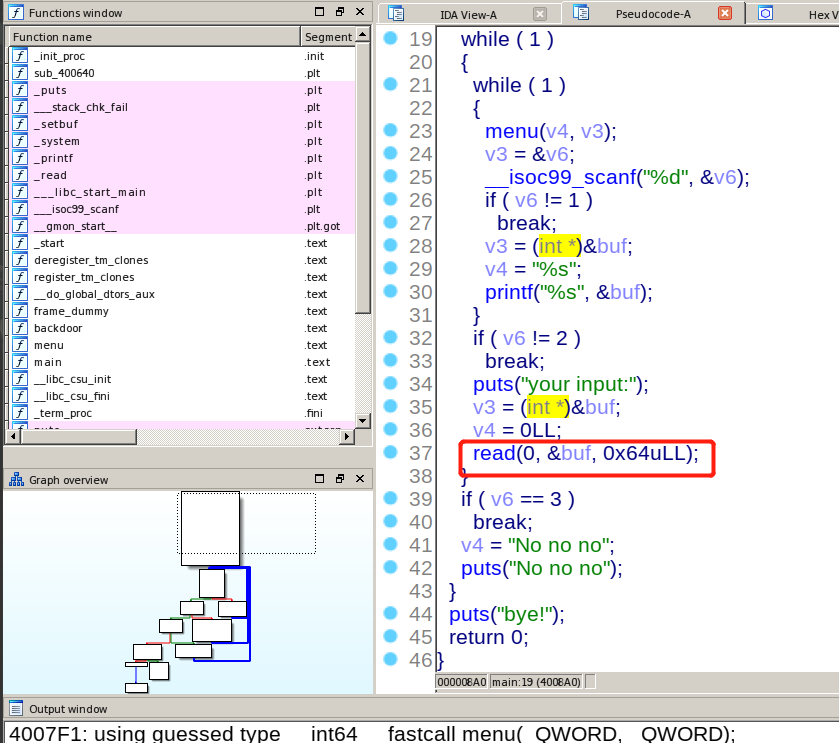 Functions window
Function name Segment
_init_proc .init
sub_400640 .plt
_puts .plt
___stack_chk_fail .plt
_setbuf .plt
_system .plt
_printf .plt
_read .plt
___libc_start_main .plt
___isoc99_scanf .plt
__gmon_start__ .plt.got
_start .text
deregister_tm_clones .text
register_tm_clones .text
__do_global_dtors_aux .text
frame_dummy .text
backdoor .text
menu .text
main .text
__libc_csu_init .text
__libc_csu_fini .text
_term_proc .fini
Graph overview
IDA View-A Pseudocode-A Hex V
19 while ( 1 )
20 {
21 while ( 1 )
22 {
23 menu(v4, v3);
24 v3 = &v6;
25 __isoc99_scanf("%d", &v6);
26 if ( v6 != 1 )
27 break;
28 v3 = (int *)&buf;
29 v4 = "%s";
30 printf("%s", &buf);
31 }
32 if ( v6 != 2 )
33 break;
34 puts("your input:");
35 v3 = (int *)&buf;
36 v4 = 0LL;
37 read(0, &buf, 0x64uLL);
38 }
39 if ( v6 == 3 )
40 break;
41 v4 = "No no no";
42 puts("No no no");
43 }
44 puts("bye!");
45 return 0;
46 }
000008A0 main:19 (4008A0)
Output window
4007F1: using guessed type int64 fastcall menu(_QWORD, _QWORD);